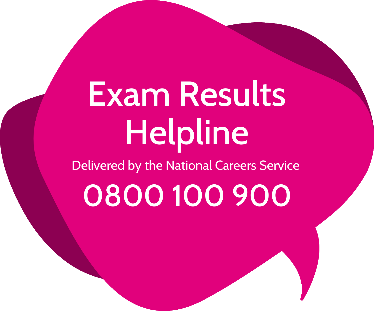 Exam Results
Helpline
Delivered by the National Careers Service
0800 100 900